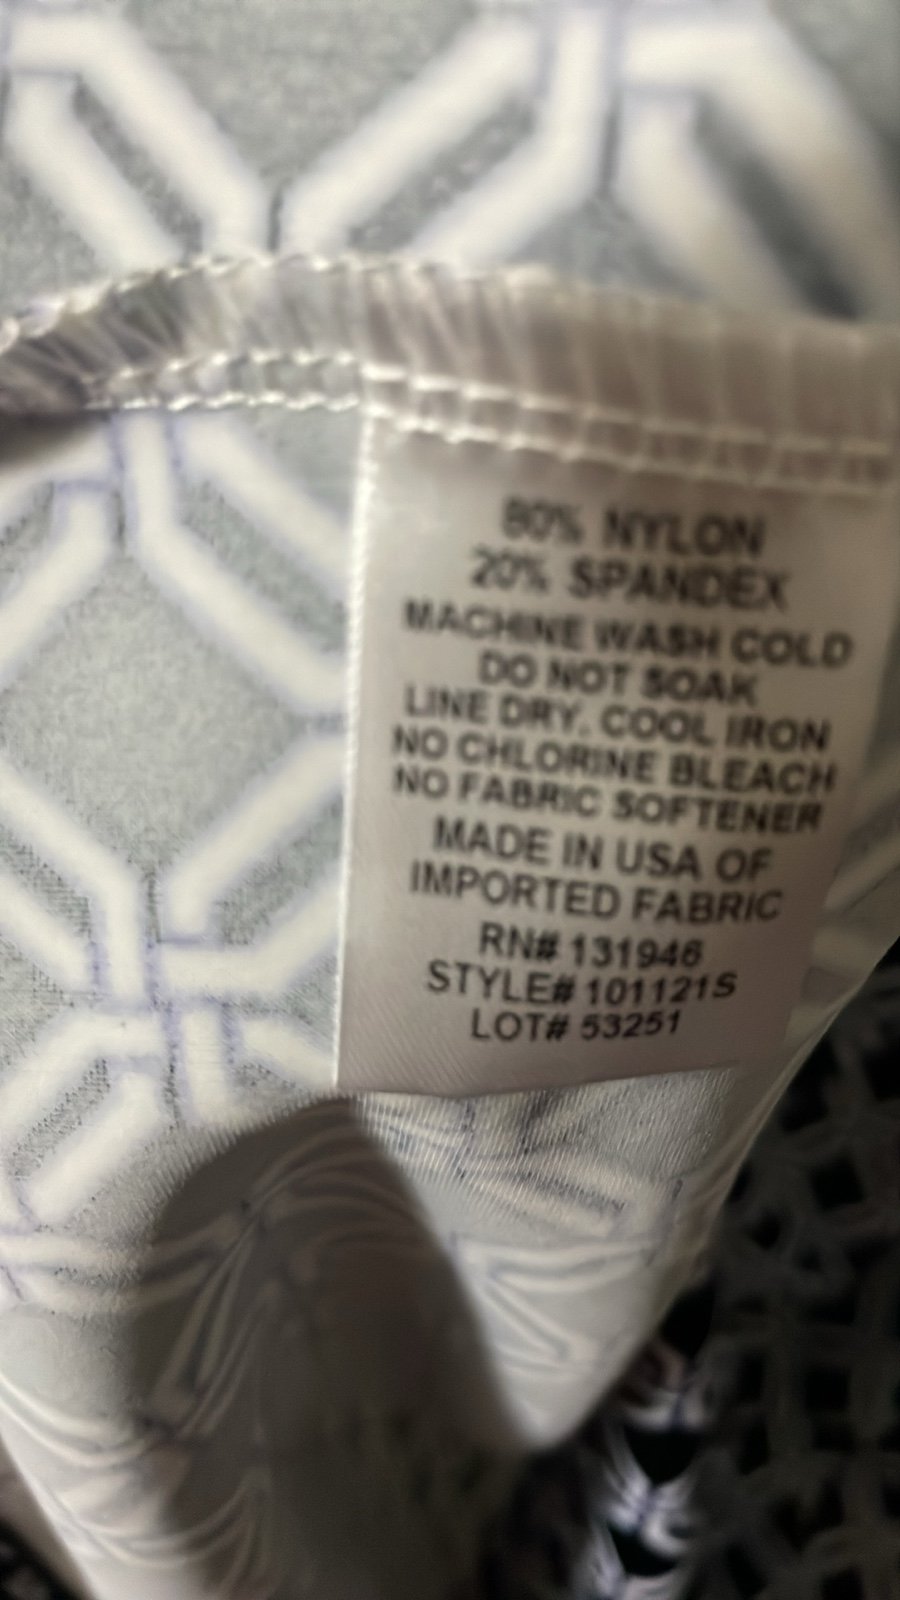 80% NYLON
20% SPANDEX
MACHINE WASH COLD
DO NOT SOAK
LINE DRY. COOL IRON
NO CHLORINE BLEACH
NO FABRIC SOFTENER
MADE IN USA OF
IMPORTED FABRIC
RN# 131946
STYLE# 101121S
LOT# 53251